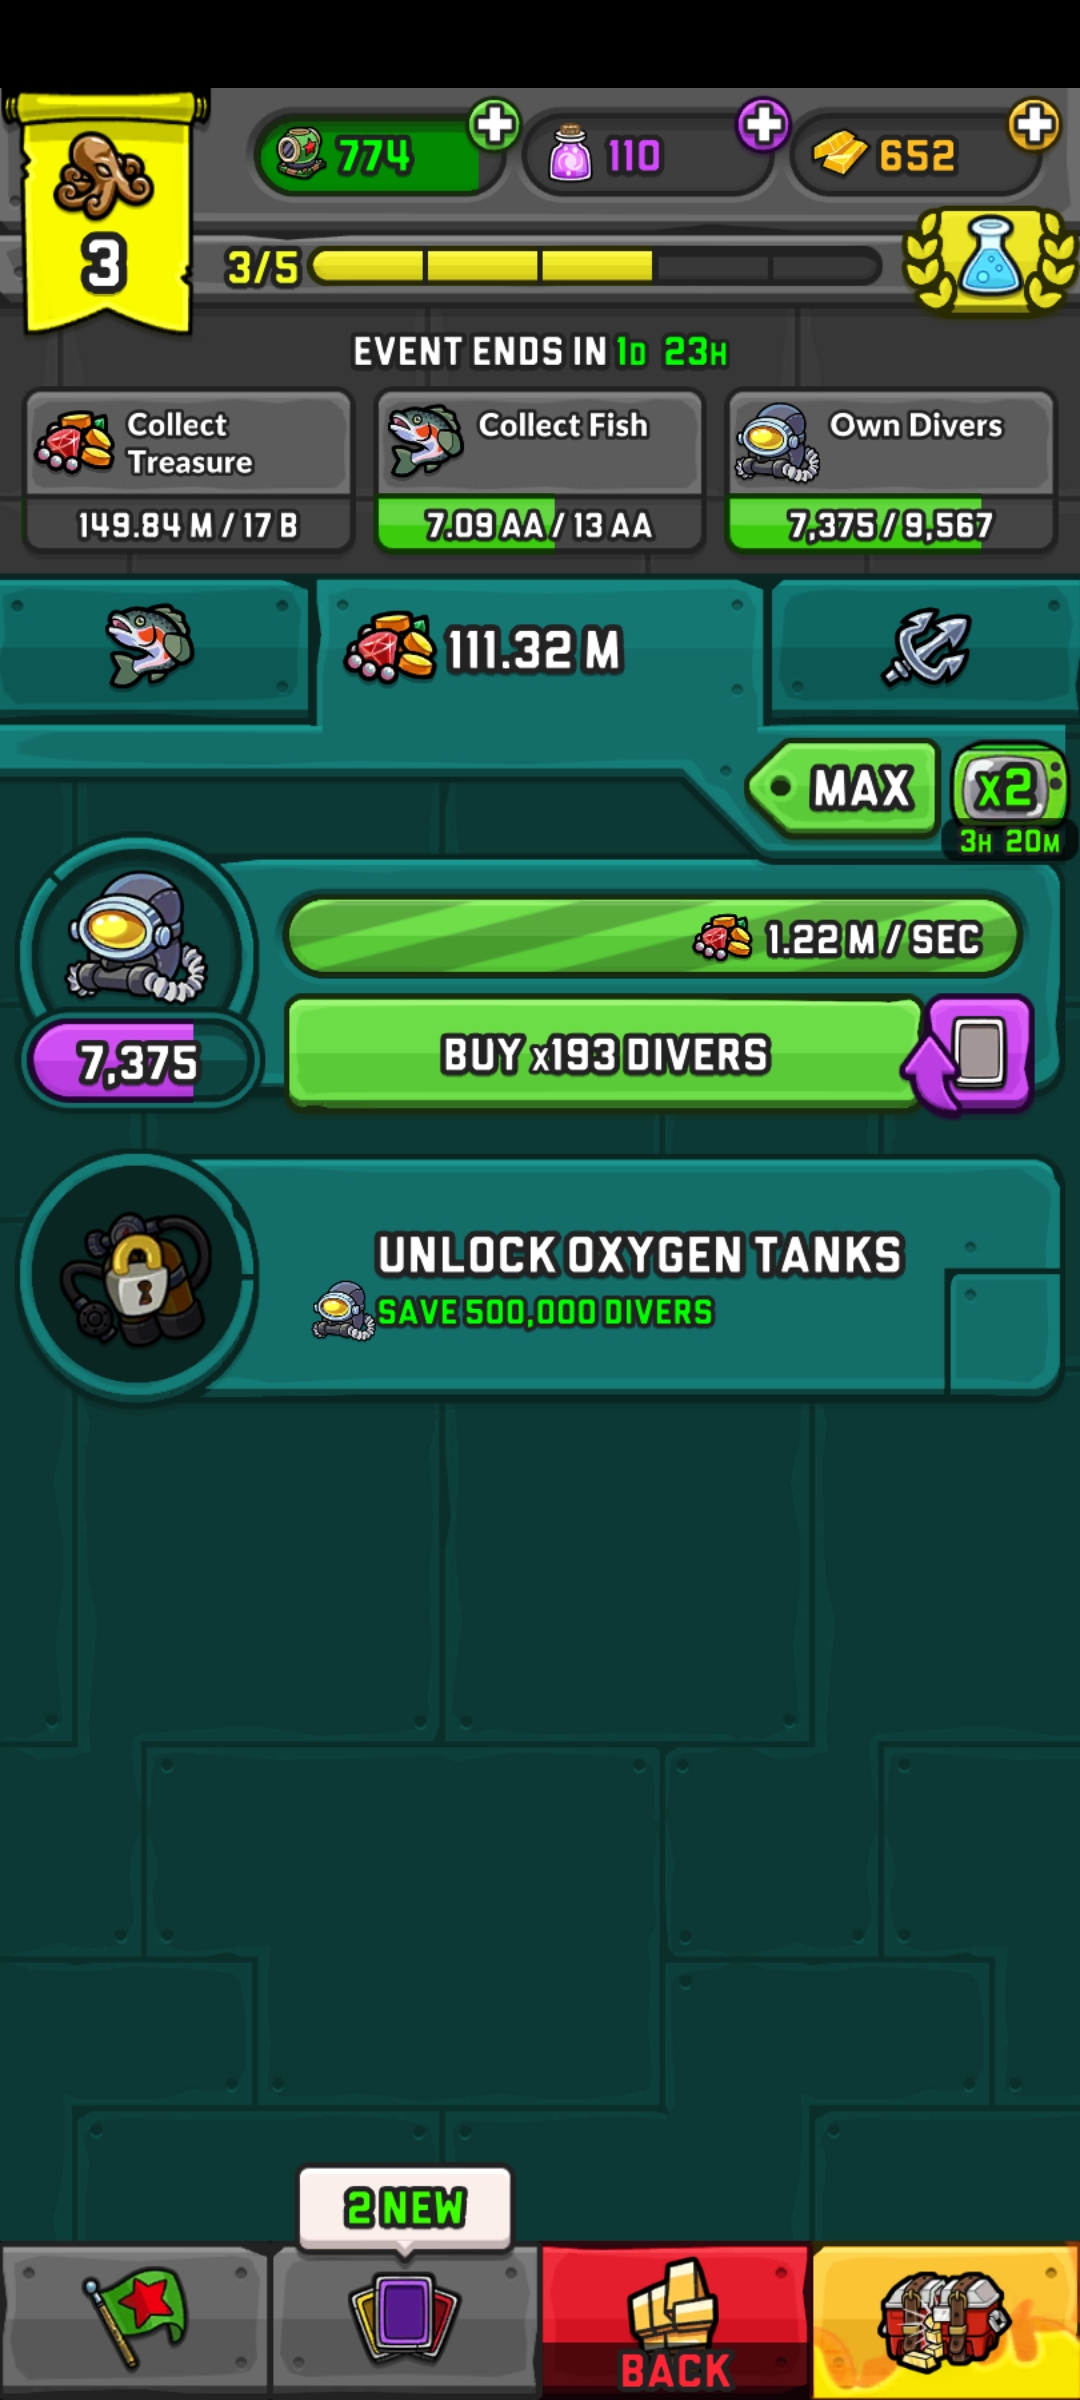 774
110
652
3
3/5
EVENT ENDS IN 1D 23H
Collect Treasure
149.84 M / 17 B
Collect Fish
7.09 AA / 13 AA
Own Divers
7,375 / 9,567
111.32 M
MAX
x2
3H 20M
1.22 M / SEC
7,375
BUY x193 DIVERS
UNLOCK OXYGEN TANKS
SAVE 500,000 DIVERS
2 NEW
BACK